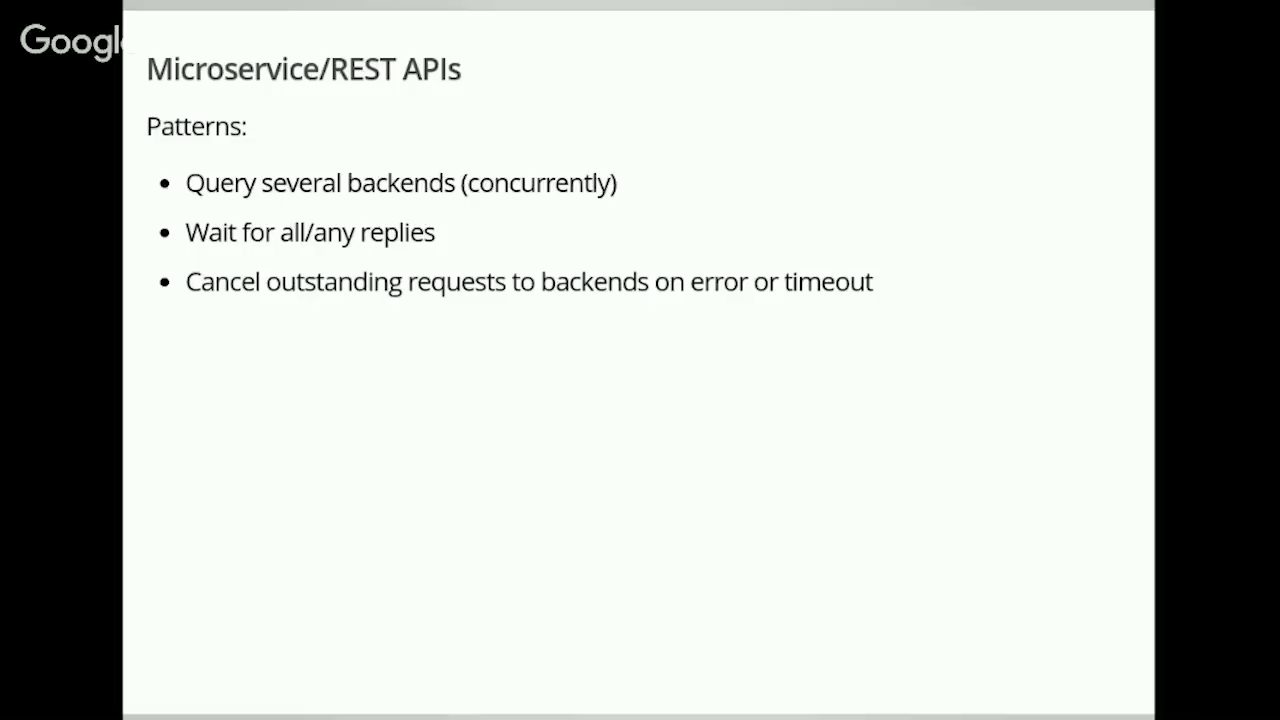 Google
Microservice/REST APIs
Patterns:
• Query several backends (concurrently)
• Wait for all/any replies
• Cancel outstanding requests to backends on error or timeout